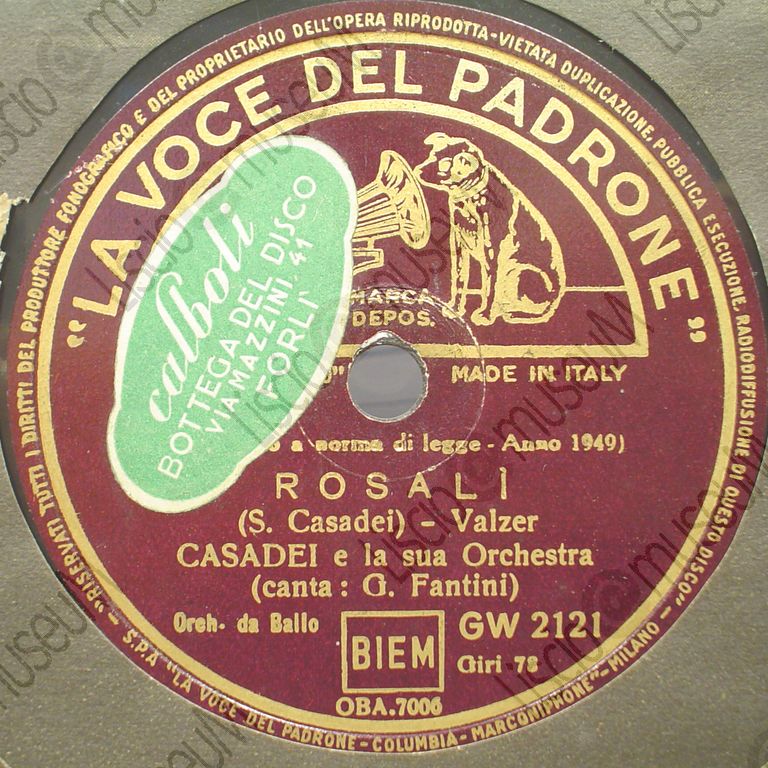 "RISERVATI TUTTI I DIRITTI DEL PRODUTTORE FONOGRAFICO E DEL PROPRIETARIO DELL'OPERA RIPRODOTTA - VIETATA DUPLICAZIONE, PUBBLICA ESECUZIONE, RADIODIFFUSIONE DI QUESTO DISCO"
"LA VOCE DEL PADRONE"
calboli
BOTTEGA DEL DISCO
VIA MAZZINI, 41
FORLÌ
MARCA
DEPOS.
MADE IN ITALY
a norma di legge - Anno 1949)
ROSALÌ
(S. Casadei) - Valzer
CASADEI e la sua Orchestra
(canta: G. Fantini)
Orch. da Ballo
BIEM
GW 2121
Giri 78
OBA.7006
S.P.A "LA VOCE DEL PADRONE - COLUMBIA - MARCONIPHONE" - MILANO
Liscio@museuM